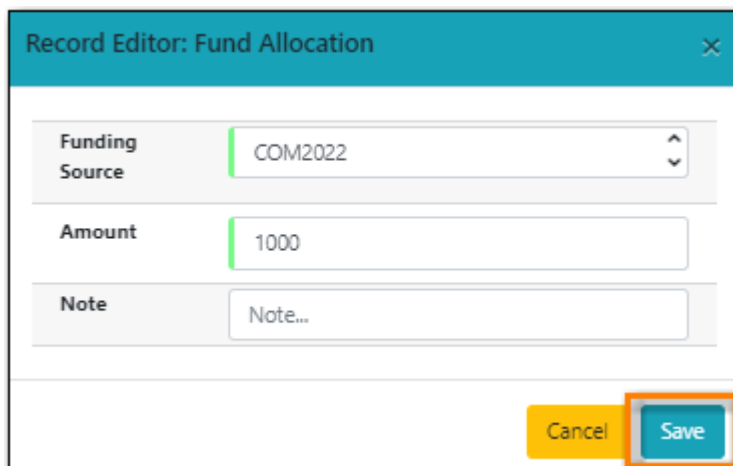 Record Editor: Fund Allocation ×
Funding
Source
COM2022
Amount
1000
Note
Note...
Cancel
Save